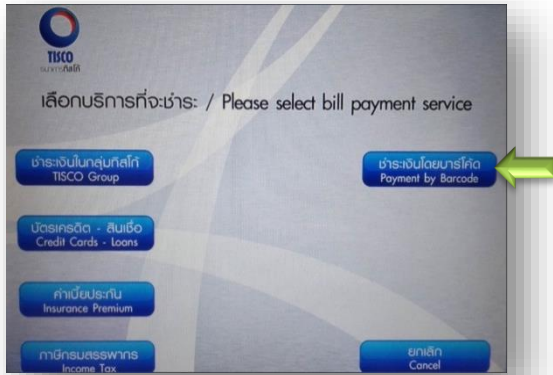 TISCO
ธนาคารทิสโก้
เลือกบริการที่จะชำระ / Please select bill payment service
ชำระเงินในกลุ่มทิสโก้
TISCO Group
ชำระเงินโดยบาร์โค้ด
Payment by Barcode
บัตรเครดิต - สินเชื่อ
Credit Cards - Loans
ค่าเบี้ยประกัน
Insurance Premium
ภาษีกรมสรรพากร
Income Tax
ยกเลิก
Cancel